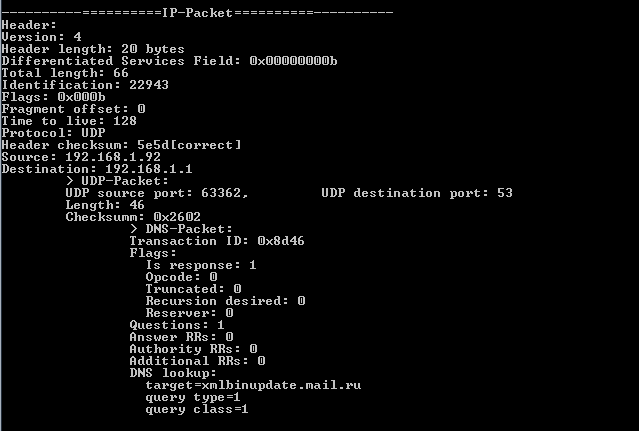 ----------==========IP-Packet==========----------
Header:
Version: 4
Header length: 20 bytes
Differentiated Services Field: 0x00000000b
Total length: 66
Identification: 22943
Flags: 0x000b
Fragment offset: 0
Time to live: 128
Protocol: UDP
Header checksum: 5e5d[correct]
Source: 192.168.1.92
Destination: 192.168.1.1
> UDP-Packet:
UDP source port: 63362, UDP destination port: 53
Length: 46
Checksumm: 0x2602
> DNS-Packet:
Transaction ID: 0x8d46
Flags:
Is response: 1
Opcode: 0
Truncated: 0
Recursion desired: 0
Reserver: 0
Questions: 1
Answer RRs: 0
Authority RRs: 0
Additional RRs: 0
DNS lookup:
target=xmlbinupdate.mail.ru
query type=1
query class=1